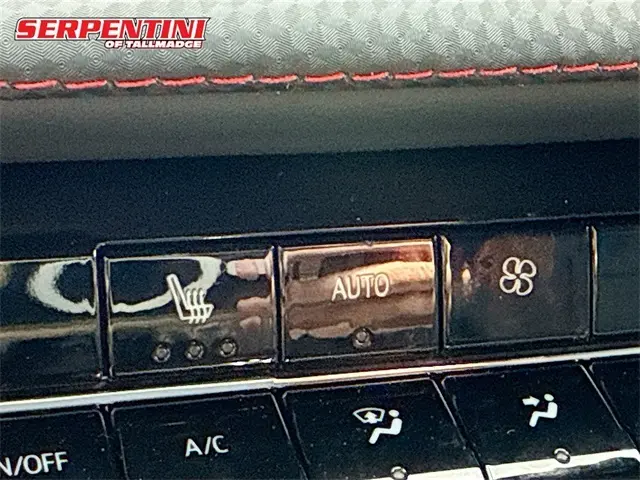 SERPENTINI
OF TALLMADGE
AUTO
N/OFF
A/C